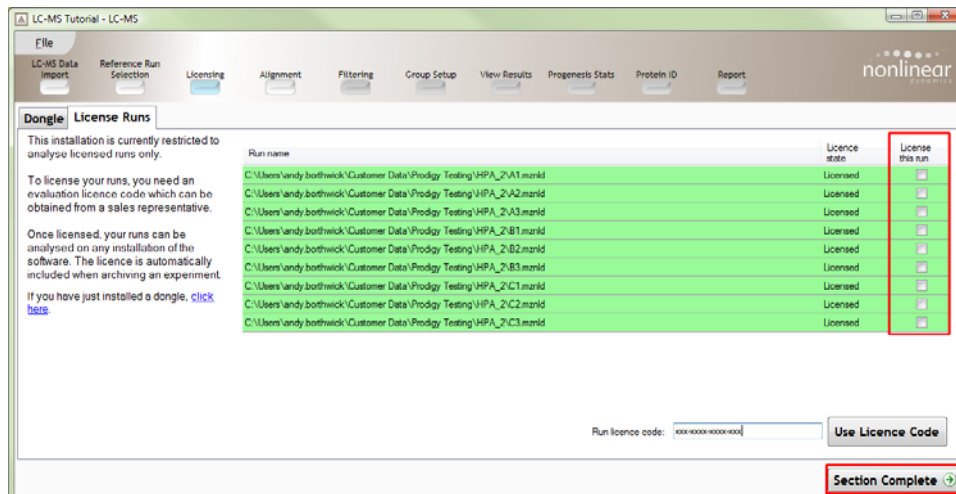 LC-MS Tutorial - LC-MS
File
LC-MS Data Import
Reference Run Selection
Licensing
Alignment
Filtering
Group Setup
View Results
Progenesis Stats
Protein ID
Report
nonlinear
dynamics
Dongle
License Runs
This installation is currently restricted to
analyse licensed runs only.
To license your runs, you need an
evaluation licence code which can be
obtained from a sales representative.
Once licensed, your runs can be
analysed on any installation of the
software. The licence is automatically
included when archiving an experiment.
If you have just installed a dongle, click
here.
Run name
Licence state
License this run
C:\Users\andy.borthwick\Customer Data\Prodigy Testing\HPA_2\A1.mznld Licensed
C:\Users\andy.borthwick\Customer Data\Prodigy Testing\HPA_2\A2.mznld Licensed
C:\Users\andy.borthwick\Customer Data\Prodigy Testing\HPA_2\A3.mznld Licensed
C:\Users\andy.borthwick\Customer Data\Prodigy Testing\HPA_2\B1.mznld Licensed
C:\Users\andy.borthwick\Customer Data\Prodigy Testing\HPA_2\B2.mznld Licensed
C:\Users\andy.borthwick\Customer Data\Prodigy Testing\HPA_2\B3.mznld Licensed
C:\Users\andy.borthwick\Customer Data\Prodigy Testing\HPA_2\C1.mznld Licensed
C:\Users\andy.borthwick\Customer Data\Prodigy Testing\HPA_2\C2.mznld Licensed
C:\Users\andy.borthwick\Customer Data\Prodigy Testing\HPA_2\C3.mznld Licensed
Run licence code: xxx-xxxx-xxxx-xxx
Use Licence Code
Section Complete